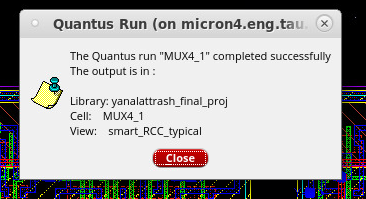 Quantus Run (on micron4.eng.tau.
The Quantus run "MUX4_1" completed successfully
The output is in :
Library: yanalattrash_final_proj
Cell: MUX4_1
View: smart_RCC_typical
Close